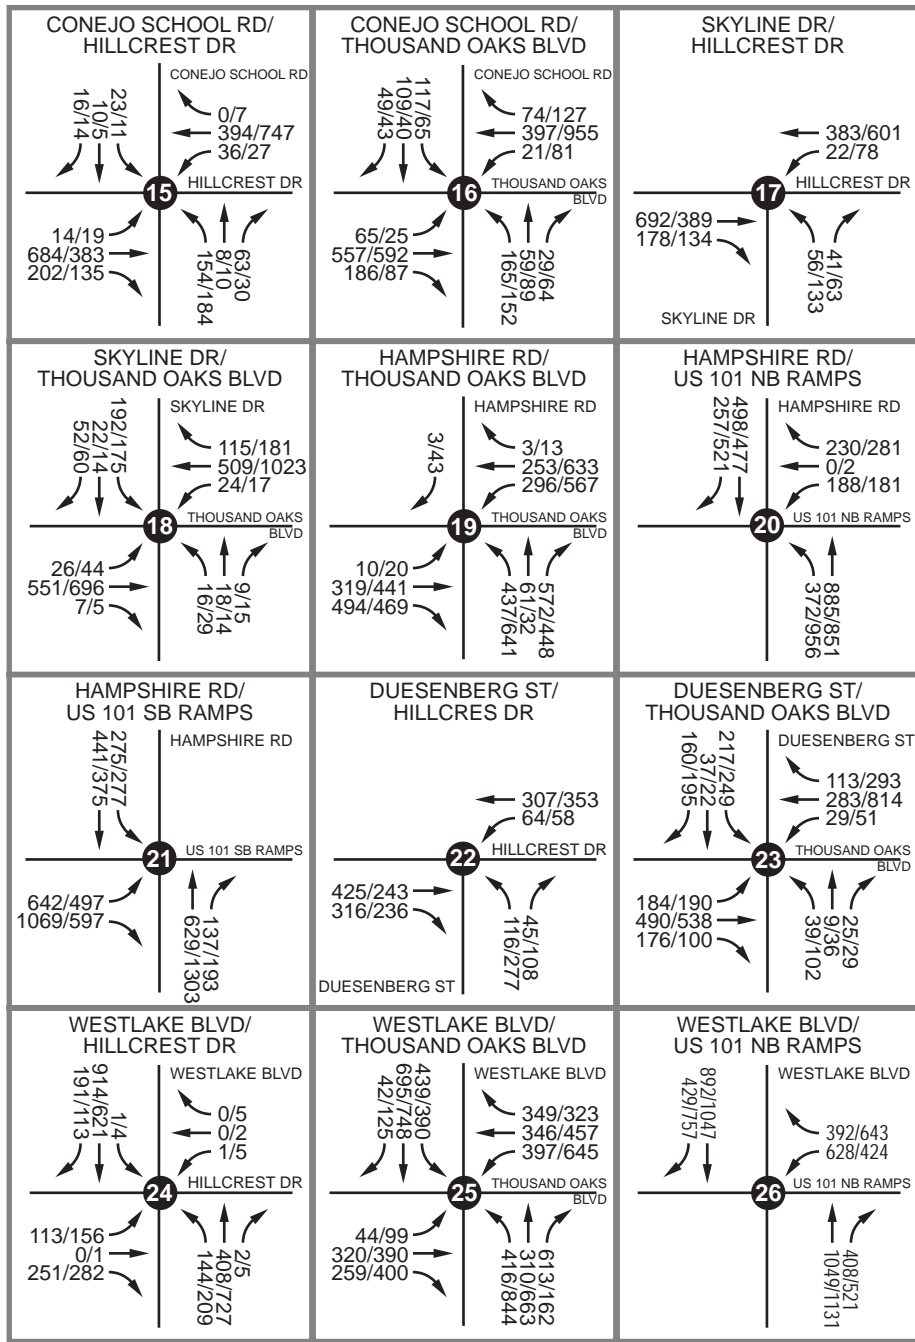 CONEJO SCHOOL RD/
HILLCREST DR
CONEJO SCHOOL RD
16/14
10/5
23/11
0/7
394/747
36/27
15
HILLCREST DR
14/19
684/383
202/135
154/184
8/10
63/30
CONEJO SCHOOL RD/
THOUSAND OAKS BLVD
CONEJO SCHOOL RD
49/43
109/40
117/65
74/127
397/955
21/81
16
THOUSAND OAKS
BLVD
65/25
557/592
186/87
165/152
59/89
29/64
SKYLINE DR/
HILLCREST DR
383/601
22/78
17
HILLCREST DR
692/389
178/134
56/133
41/63
SKYLINE DR
SKYLINE DR/
THOUSAND OAKS BLVD
SKYLINE DR
52/60
22/14
192/175
115/181
509/1023
24/17
18
THOUSAND OAKS
BLVD
26/44
551/696
7/5
16/29
18/14
9/15
HAMPSHIRE RD/
THOUSAND OAKS BLVD
HAMPSHIRE RD
3/43
3/13
253/633
296/567
19
THOUSAND OAKS
BLVD
10/20
319/441
494/469
437/641
61/32
572/448
HAMPSHIRE RD/
US 101 NB RAMPS
HAMPSHIRE RD
257/521
498/477
230/281
0/2
188/181
20
US 101 NB RAMPS
372/956
885/851
HAMPSHIRE RD/
US 101 SB RAMPS
HAMPSHIRE RD
441/375
275/277
21
US 101 SB RAMPS
642/497
1069/597
629/1303
137/193
DUESENBERG ST/
HILLCRES DR
307/353
64/58
22
HILLCREST DR
425/243
316/236
116/277
45/108
DUESENBERG ST
DUESENBERG ST/
THOUSAND OAKS BLVD
DUESENBERG ST
160/195
37/22
217/249
113/293
283/814
29/51
23
THOUSAND OAKS
BLVD
184/190
490/538
176/100
39/102
9/36
25/29
WESTLAKE BLVD/
HILLCREST DR
WESTLAKE BLVD
191/113
914/621
1/4
0/5
0/2
1/5
24
HILLCREST DR
113/156
0/1
251/282
144/209
408/727
2/5
WESTLAKE BLVD/
THOUSAND OAKS BLVD
WESTLAKE BLVD
42/125
695/748
439/390
349/323
346/457
397/645
25
THOUSAND OAKS
BLVD
44/99
320/390
259/400
416/844
310/663
613/162
WESTLAKE BLVD/
US 101 NB RAMPS
WESTLAKE BLVD
429/757
892/1047
392/643
628/424
26
US 101 NB RAMPS
1049/1131
408/521